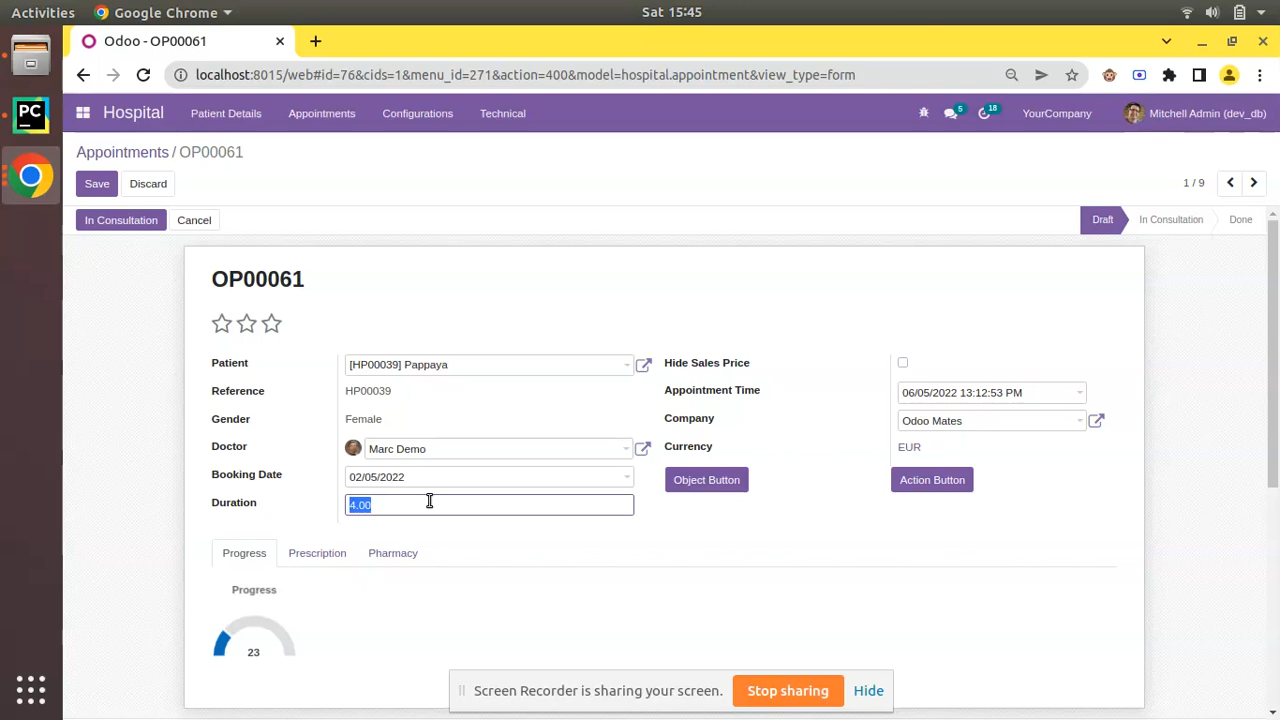 Activities
Google Chrome
Sat 15:45
Odoo - OP00061
localhost:8015/web#id=76&cids=1&menu_id=271&action=400&model=hospital.appointment&view_type=form
PC
Hospital
Patient Details
Appointments
Configurations
Technical
5
18
YourCompany
Mitchell Admin (dev_db)
Appointments / OP00061
Save
Discard
1 / 9
In Consultation
Cancel
Draft
In Consultation
Done
OP00061
Patient
[HP00039] Pappaya
Reference
HP00039
Gender
Female
Doctor
Marc Demo
Booking Date
02/05/2022
Duration
4.00
Hide Sales Price
Appointment Time
06/05/2022 13:12:53 PM
Company
Odoo Mates
Currency
EUR
Object Button
Action Button
Progress
Prescription
Pharmacy
Progress
23
Screen Recorder is sharing your screen.
Stop sharing
Hide